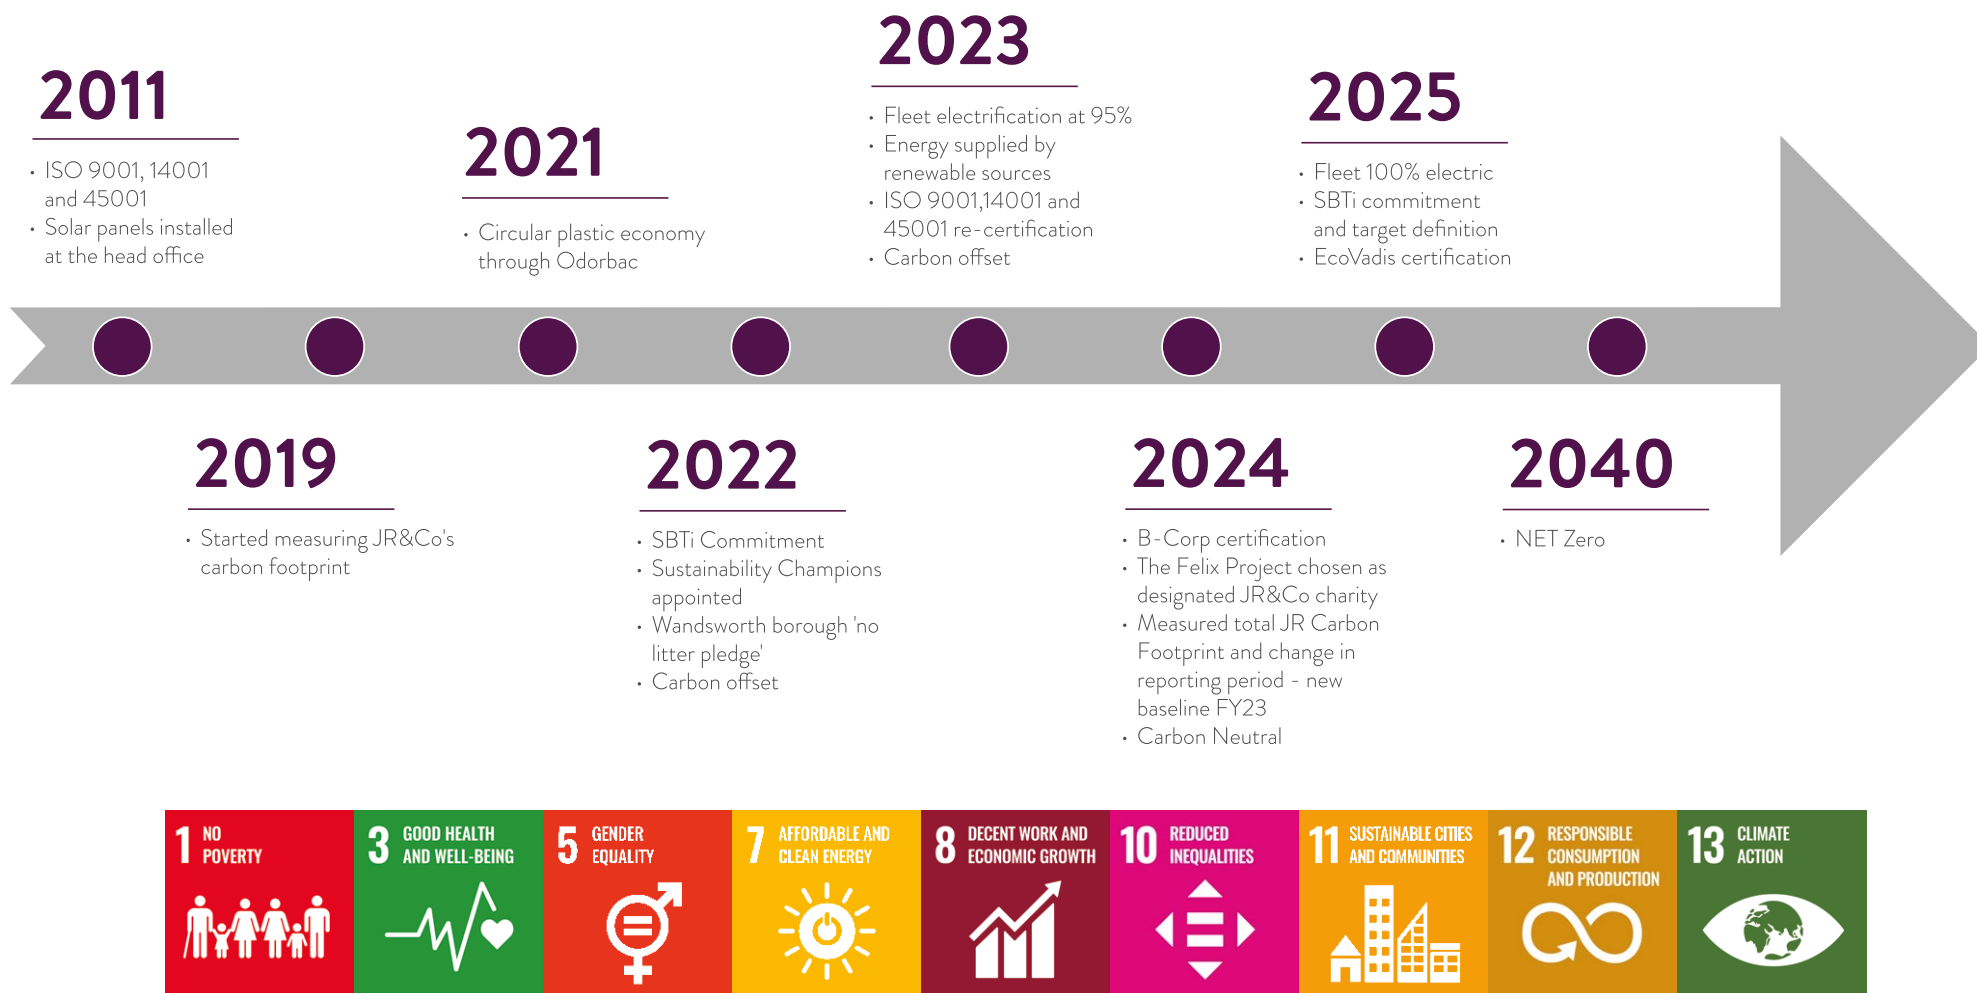 2011
• ISO 9001, 14001
and 45001
• Solar panels installed
at the head office
2019
• Started measuring JR&Co's
carbon footprint
2021
• Circular plastic economy
through Odorbac
2022
• SBTi Commitment
• Sustainability Champions
appointed
• Wandsworth borough 'no
litter pledge'
• Carbon offset
2023
• Fleet electrification at 95%
• Energy supplied by
renewable sources
• ISO 9001,14001 and
45001 re-certification
• Carbon offset
2024
• B-Corp certification
• The Felix Project chosen as
designated JR&Co charity
• Measured total JR Carbon
Footprint and change in
reporting period - new
baseline FY23
• Carbon Neutral
2025
• Fleet 100% electric
• SBTi commitment
and target definition
• EcoVadis certification
2040
• NET Zero
1 NO
POVERTY
3 GOOD HEALTH
AND WELL-BEING
5 GENDER
EQUALITY
7 AFFORDABLE AND
CLEAN ENERGY
8 DECENT WORK AND
ECONOMIC GROWTH
10 REDUCED
INEQUALITIES
11 SUSTAINABLE CITIES
AND COMMUNITIES
12 RESPONSIBLE
CONSUMPTION
AND PRODUCTION
13 CLIMATE
ACTION